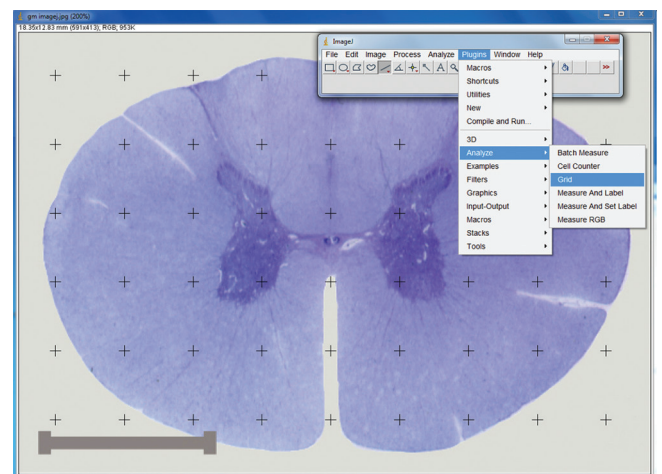 gm imagej.jpg (200%)
18.35x12.83 mm (591x413); RGB; 953K
ImageJ
File Edit Image Process Analyze Plugins Window Help
A >>
Macros
Shortcuts
Utilities
New
Compile and Run...
3D
Analyze
Examples
Filters
Graphics
Input-Output
Macros
Stacks
Tools
Batch Measure
Cell Counter
Grid
Measure And Label
Measure And Set Label
Measure RGB